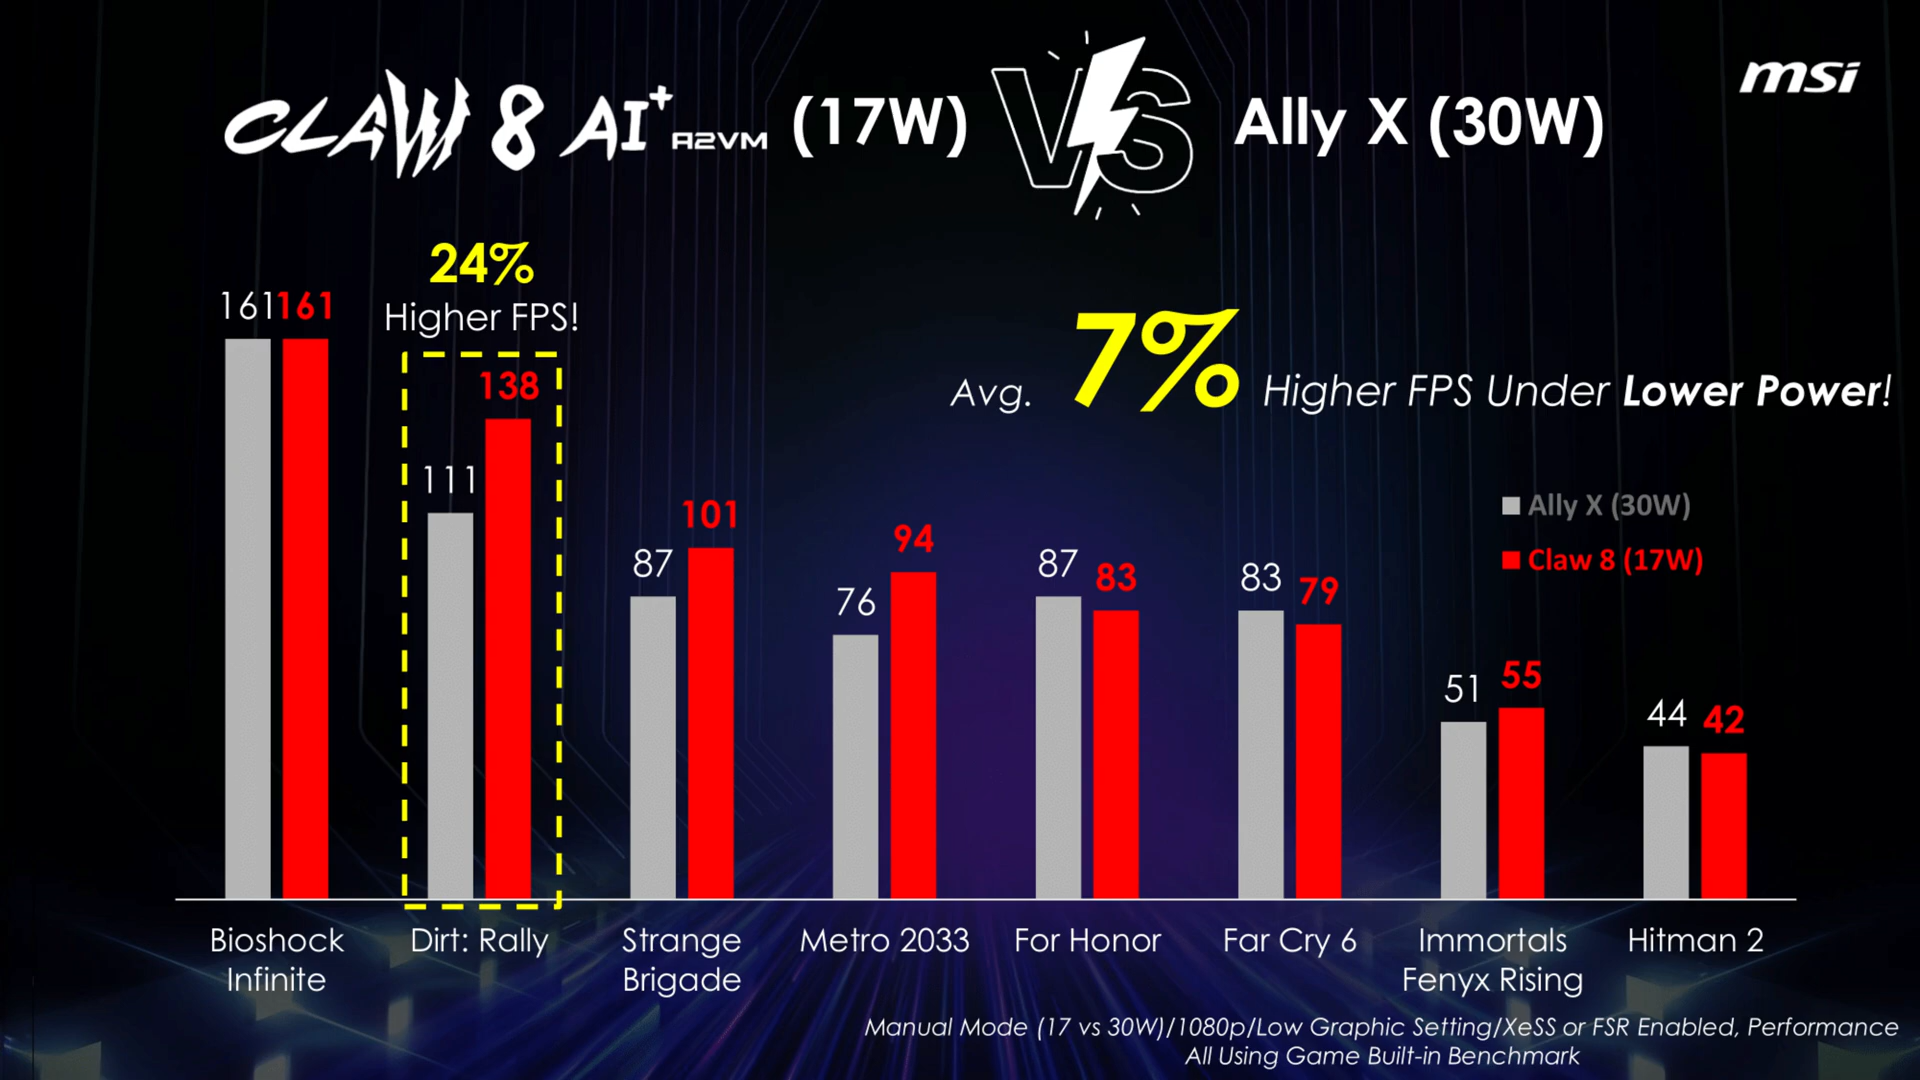 CLAW 8 AI+ A2VM (17W) VS Ally X (30W)
msi
24%
Higher FPS!
Avg. 7% Higher FPS Under Lower Power!
161 161
111 138
87 101
76 94
87 83
83 79
51 55
44 42
Ally X (30W)
Claw 8 (17W)
Bioshock
Infinite
Dirt: Rally
Strange
Brigade
Metro 2033
For Honor
Far Cry 6
Immortals
Fenyx Rising
Hitman 2
Manual Mode (17 vs 30W)/1080p/Low Graphic Setting/XeSS or FSR Enabled, Performance
All Using Game Built-in Benchmark